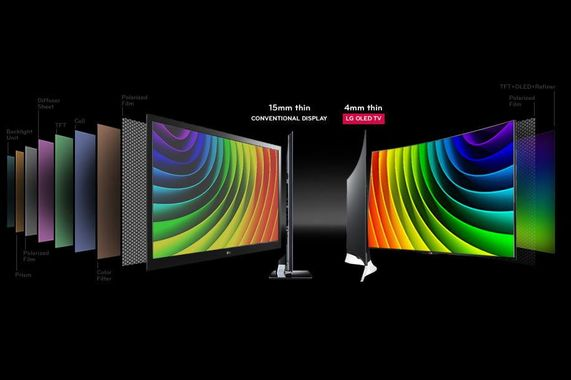 TFT+OLED+Refiner
Polarized
Film
Polarized
Film
Diffuser
Sheet
15mm thin
4mm thin
CONVENTIONAL DISPLAY
LG OLED TV
Cell
TFT
Backlight
Unit
Polarized
Film
Prism
Color
Filter